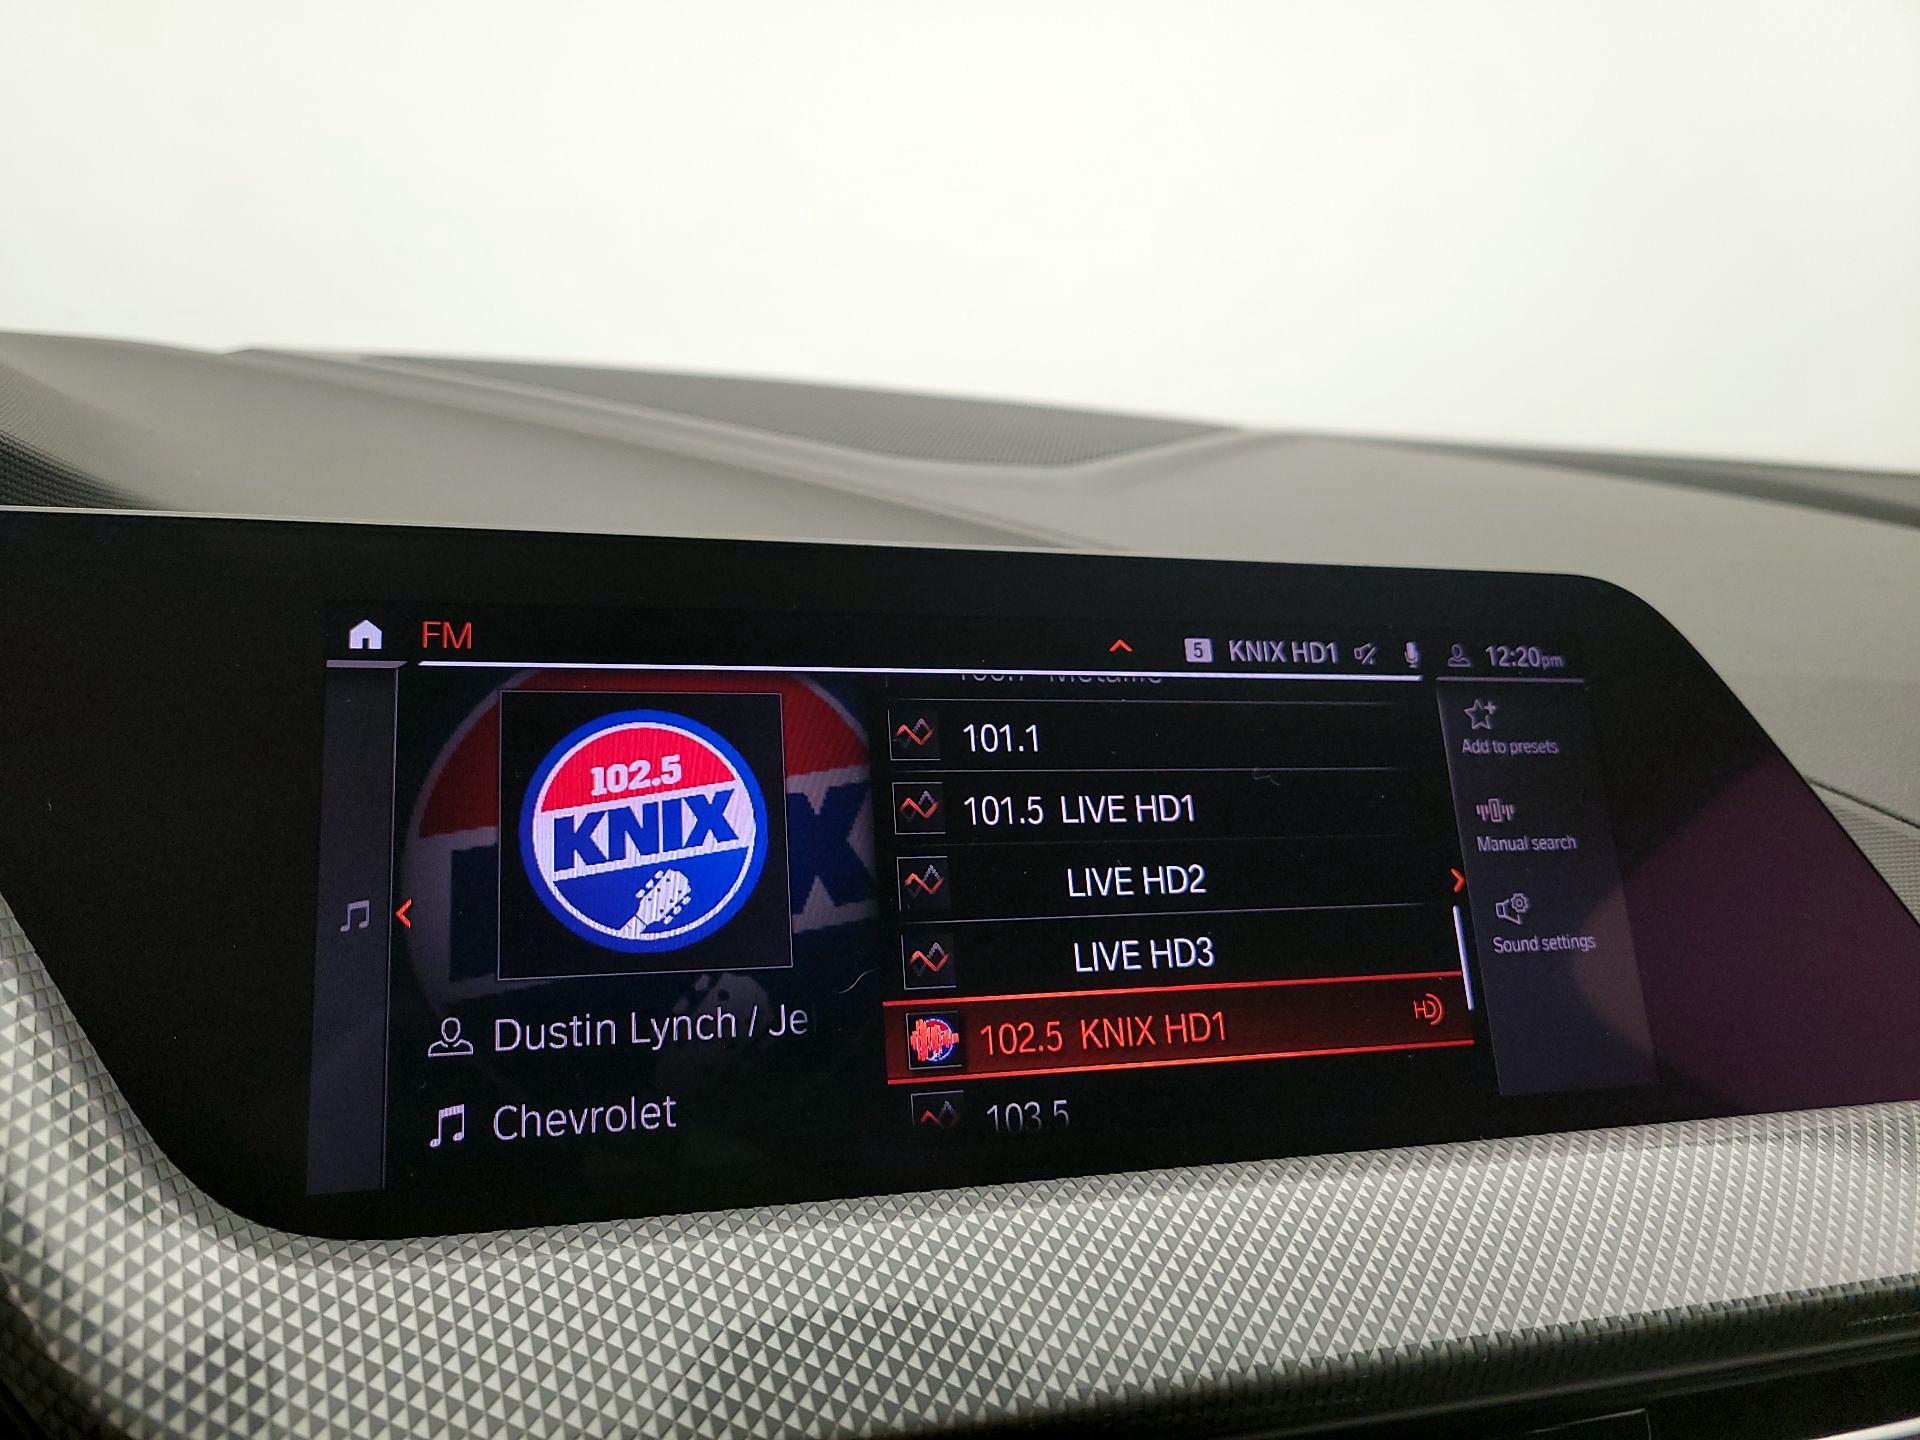 FM
5 KNIX HD1 12:20pm
102.5
KNIX
Dustin Lynch / Je
Chevrolet
101.1
101.5 LIVE HD1
LIVE HD2
LIVE HD3
102.5 KNIX HD1 HD
103.5
Add to presets
Manual search
Sound settings